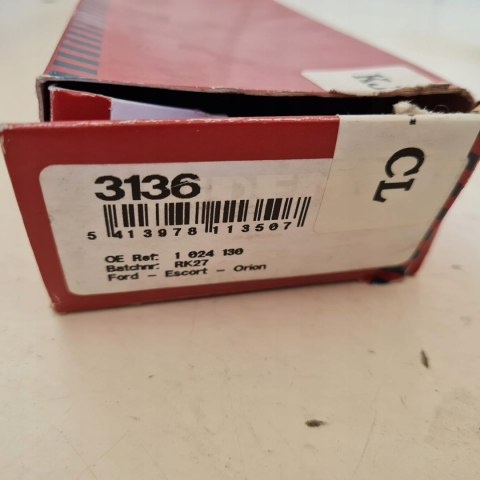 3136
5 413978 113507
OE Ref: 1 024 130
Batchnr: RK27
Ford - Escort - Orion
CL